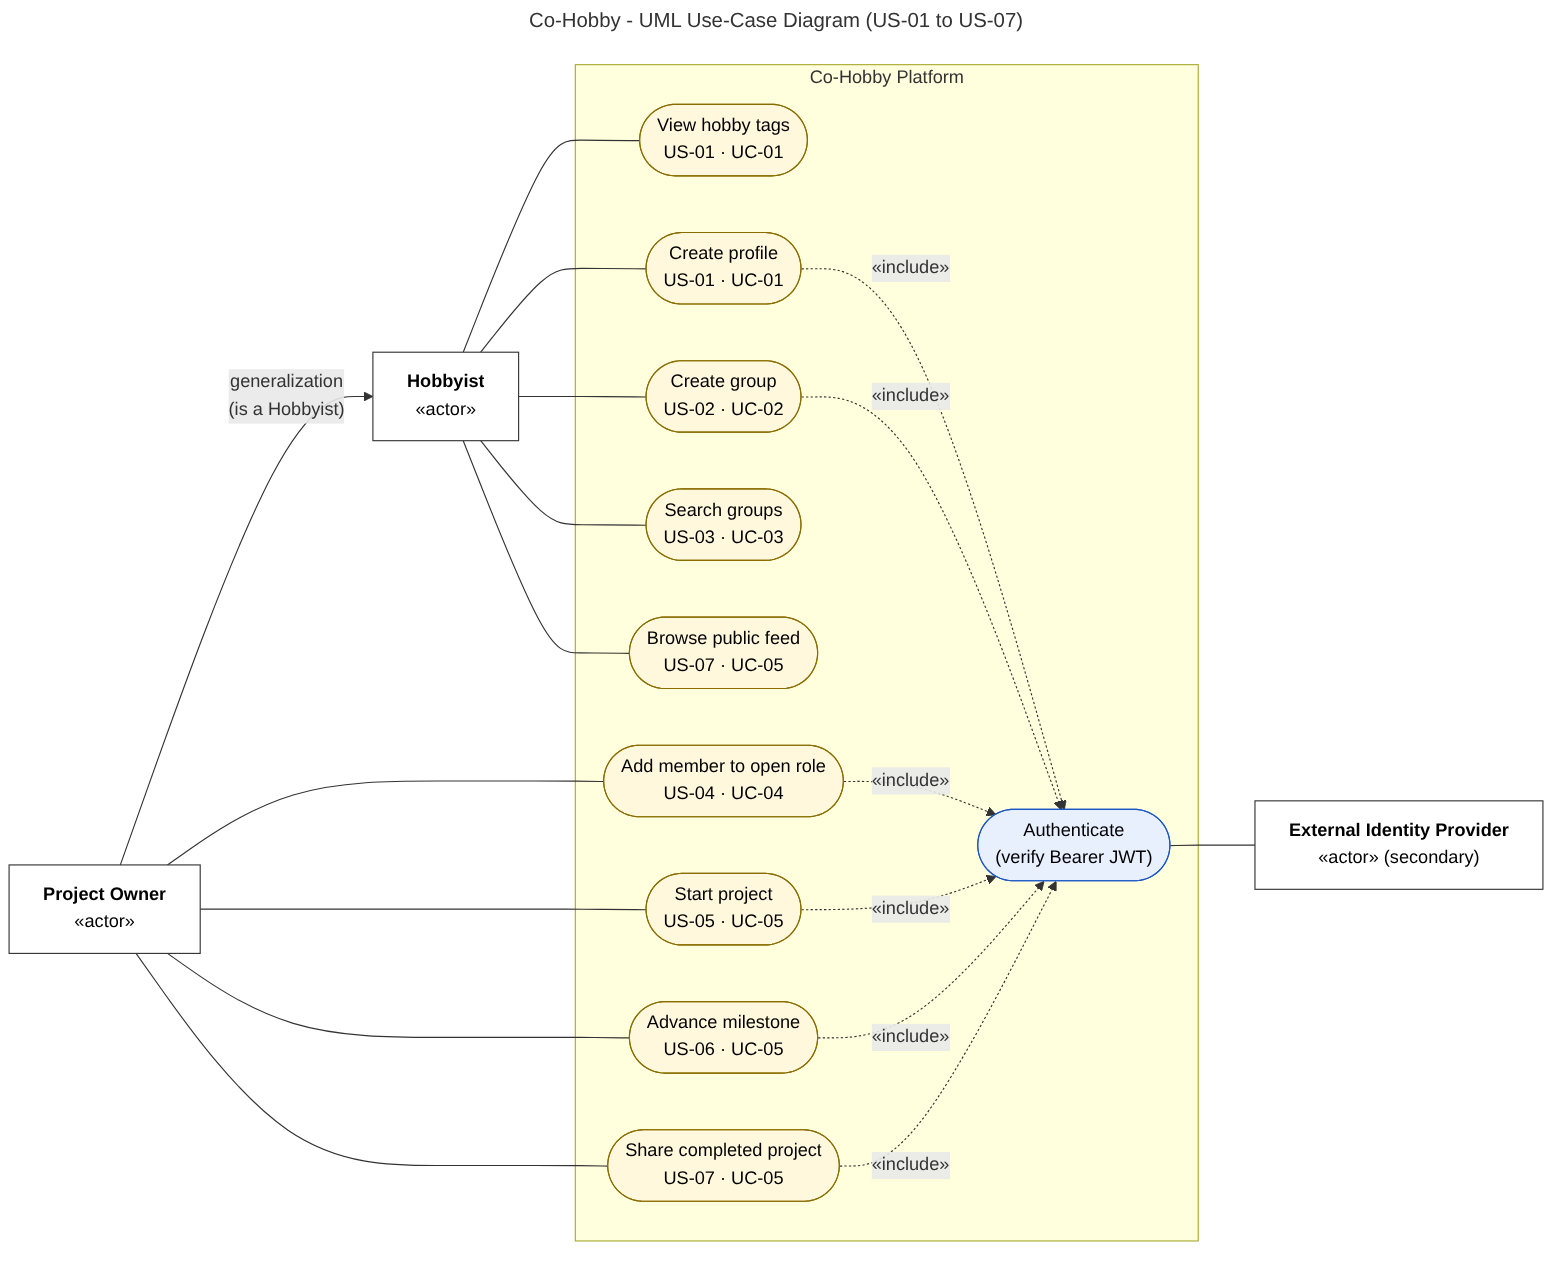 Co-Hobby - UML Use-Case Diagram (US-01 to US-07)
Co-Hobby Platform
View hobby tags
US-01 · UC-01
Create profile
US-01 · UC-01
«include»
generalization
(is a Hobbyist)
Hobbyist
«actor»
Create group
US-02 · UC-02
«include»
Search groups
US-03 · UC-03
Browse public feed
US-07 · UC-05
Add member to open role
US-04 · UC-04
«include»
Authenticate
(verify Bearer JWT)
External Identity Provider
«actor» (secondary)
Project Owner
«actor»
Start project
US-05 · UC-05
«include»
Advance milestone
US-06 · UC-05
«include»
Share completed project
US-07 · UC-05
«include»